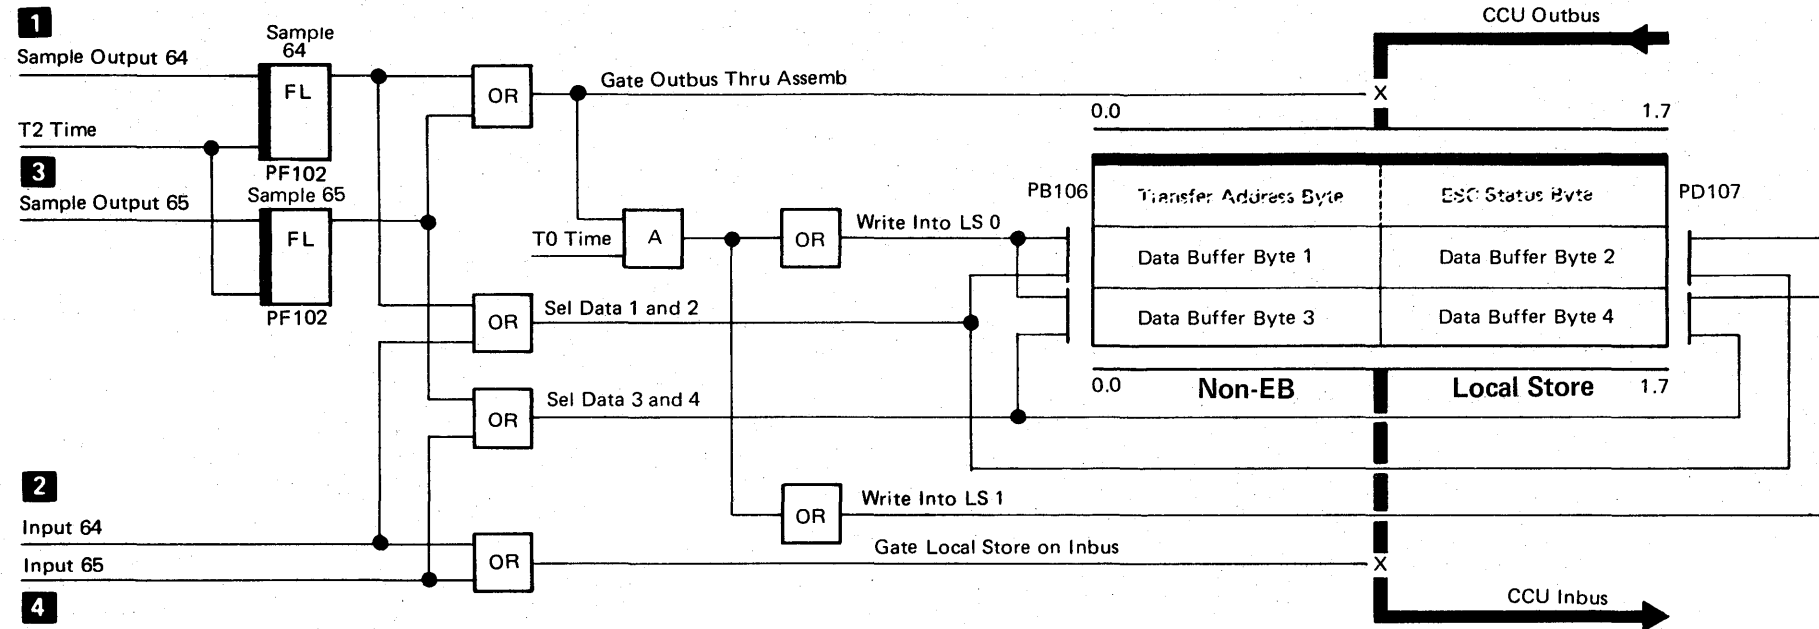 1
Sample Output 64
Sample
64
FL
T2 Time
PF102
3
Sample Output 65
Sample 65
FL
PF102
OR
Gate Outbus Thru Assemb
CCU Outbus
X
0.0
1.7
T0 Time
A
OR
Write Into LS 0
PB106
Transfer Address Byte
ESC Status Byte
PD107
Data Buffer Byte 1
Data Buffer Byte 2
Data Buffer Byte 3
Data Buffer Byte 4
OR
Sel Data 1 and 2
0.0
Non-EB
Local Store
1.7
OR
Sel Data 3 and 4
2
Input 64
Input 65
4
OR
Write Into LS 1
OR
Gate Local Store on Inbus
X
CCU Inbus